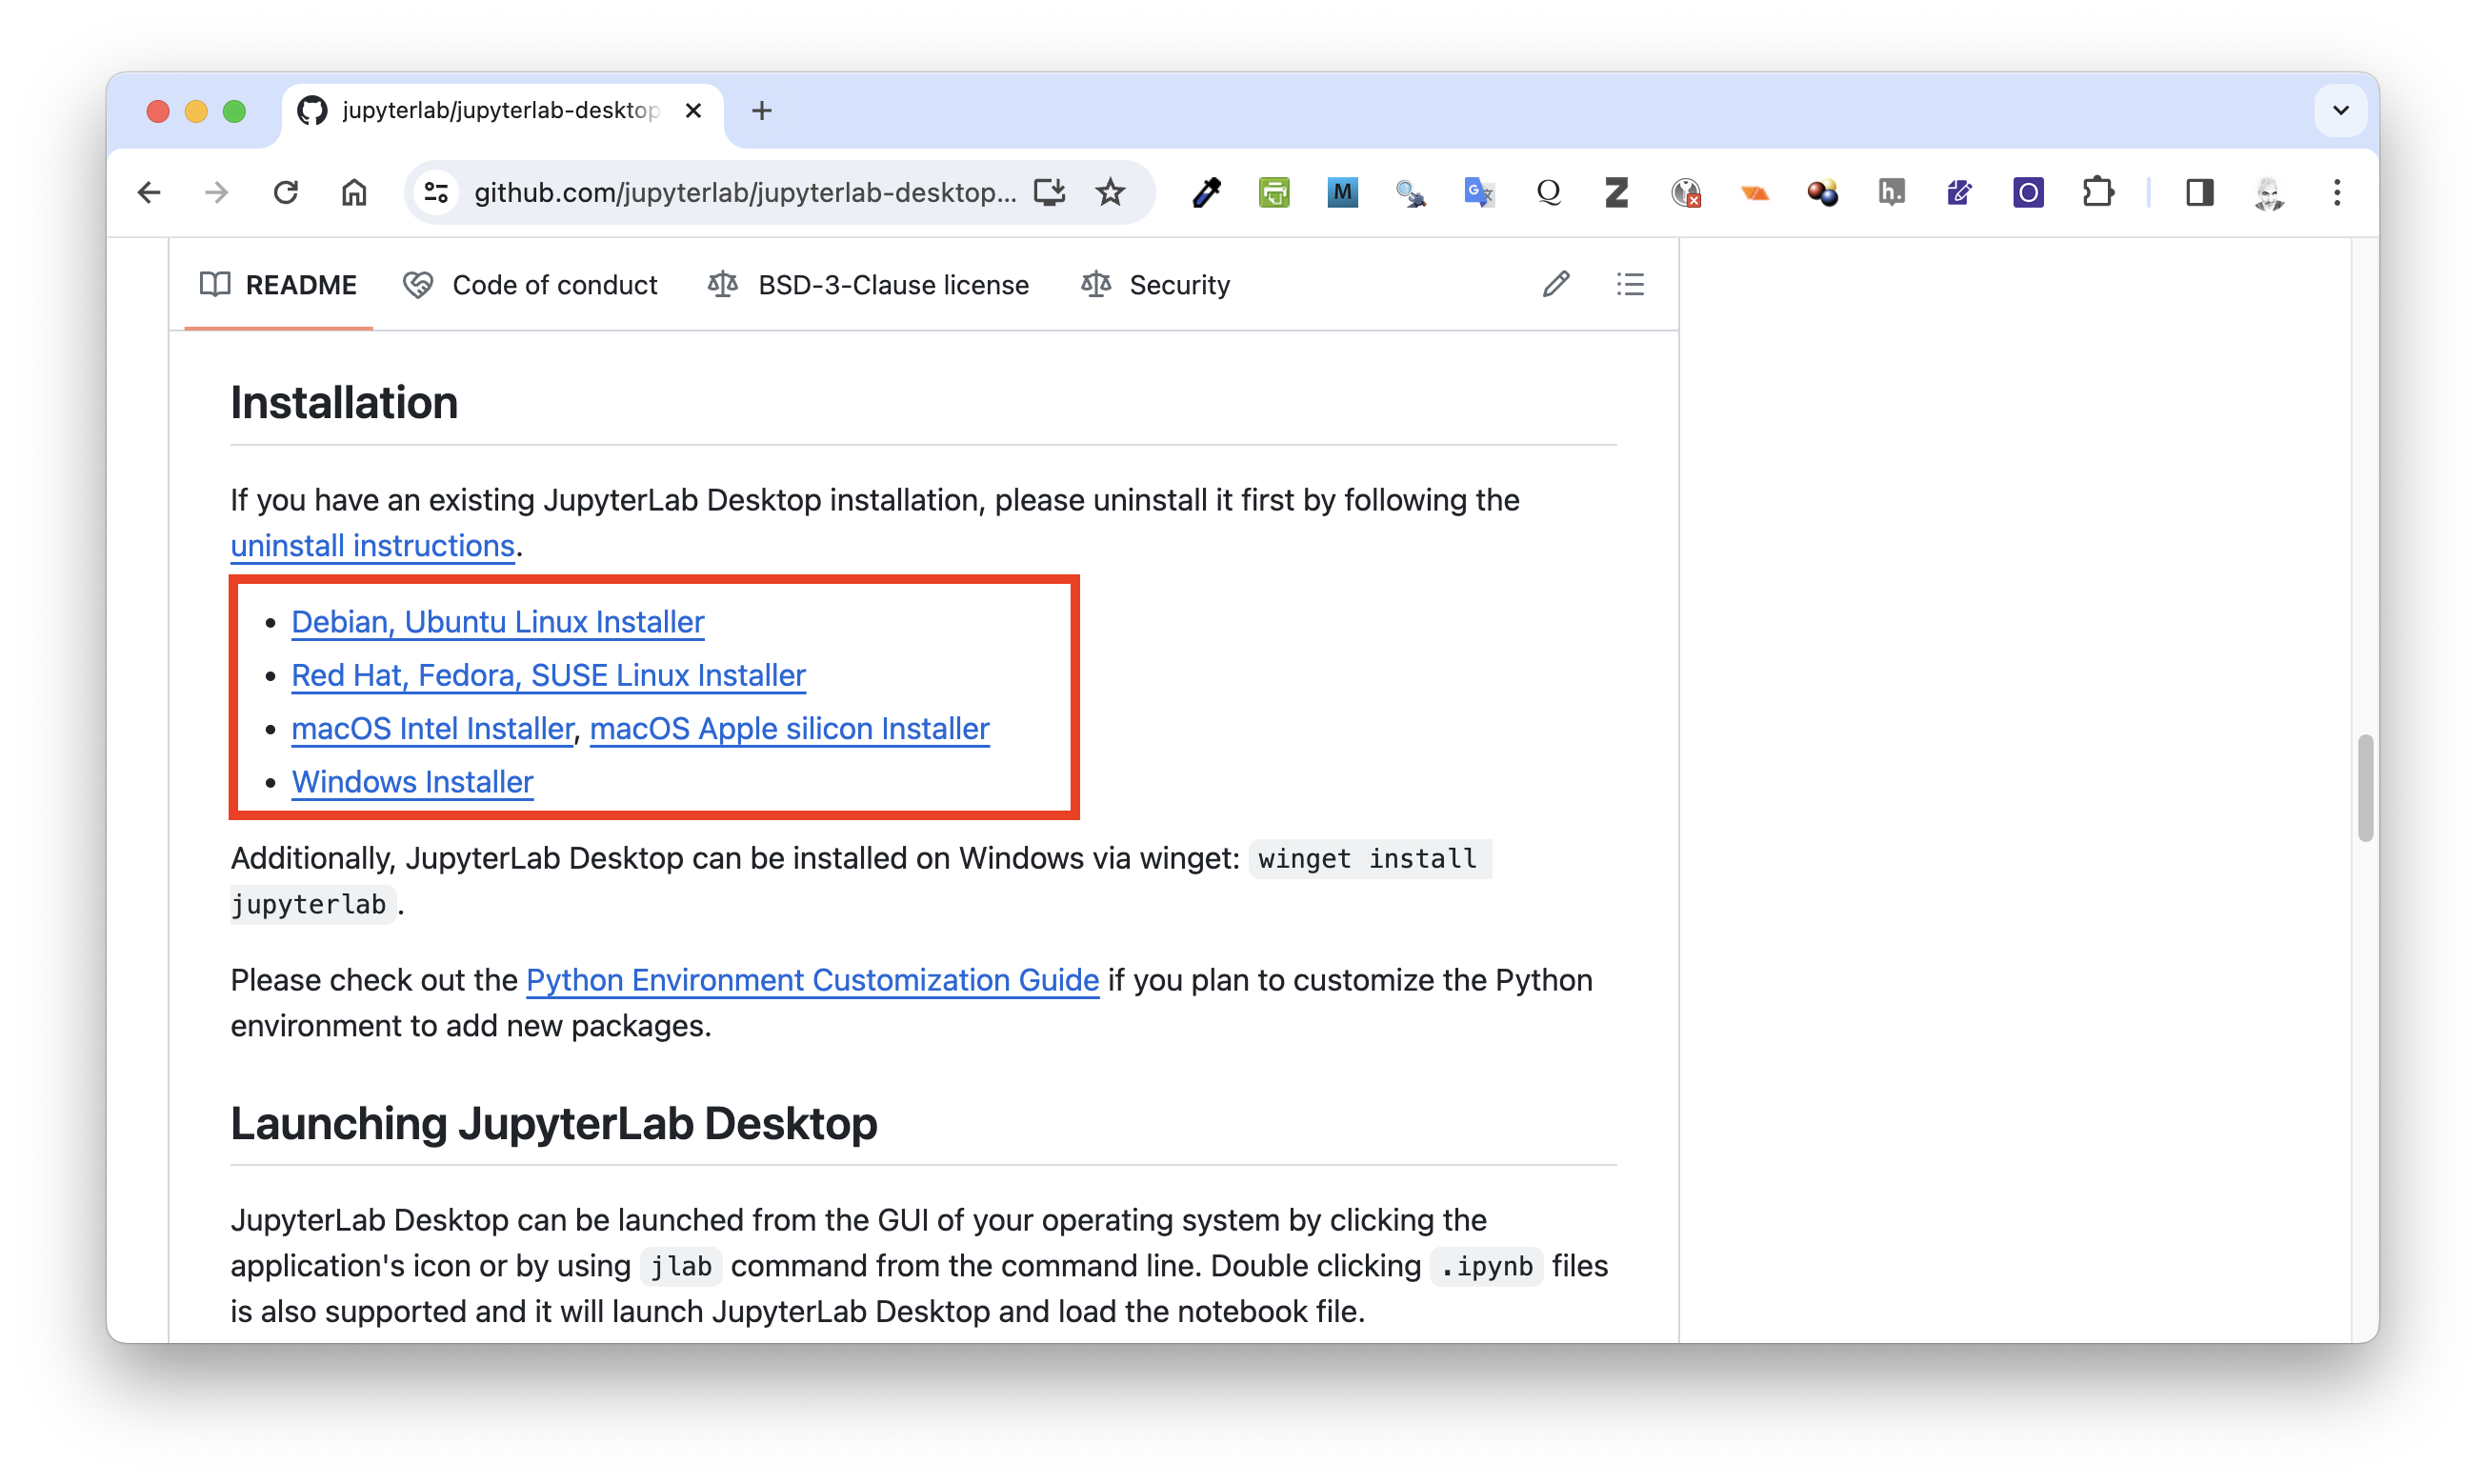 jupyterlab/jupyterlab-desktop
github.com/jupyterlab/jupyterlab-desktop...
README
Code of conduct
BSD-3-Clause license
Security
Installation
If you have an existing JupyterLab Desktop installation, please uninstall it first by following the
uninstall instructions.
• Debian, Ubuntu Linux Installer
• Red Hat, Fedora, SUSE Linux Installer
• macOS Intel Installer, macOS Apple silicon Installer
• Windows Installer
Additionally, JupyterLab Desktop can be installed on Windows via winget: winget install
jupyterlab.
Please check out the Python Environment Customization Guide if you plan to customize the Python
environment to add new packages.
Launching JupyterLab Desktop
JupyterLab Desktop can be launched from the GUI of your operating system by clicking the
application's icon or by using jlab command from the command line. Double clicking .ipynb files
is also supported and it will launch JupyterLab Desktop and load the notebook file.